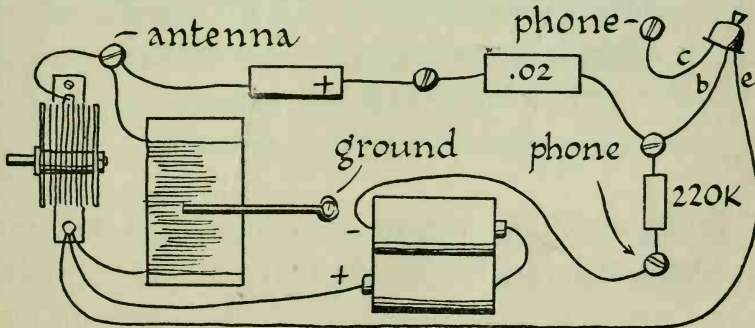 antenna
phone
c
b
e
+
.02
ground
phone
220K
-
+